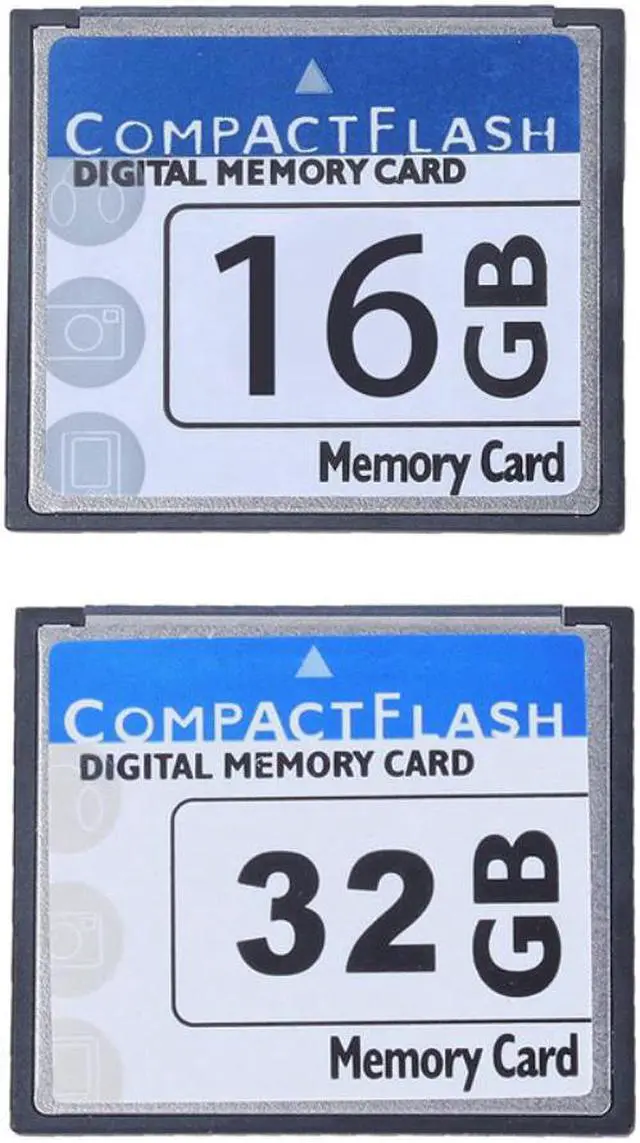 COMPACTFLASH
DIGITAL MEMORY CARD
16 GB
Memory Card
COMPACTFLASH
DIGITAL MEMORY CARD
32 GB
Memory Card